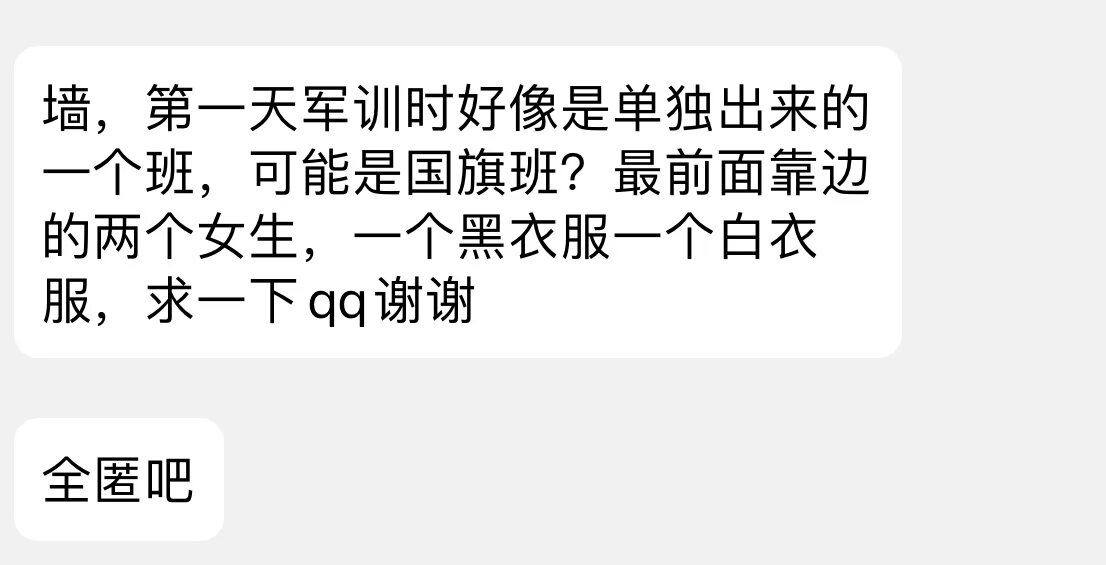 墙，第一天军训时好像是单独出来的
一个班，可能是国旗班？最前面靠边
的两个女生，一个黑衣服一个白衣
服，求一下qq谢谢
全匿吧